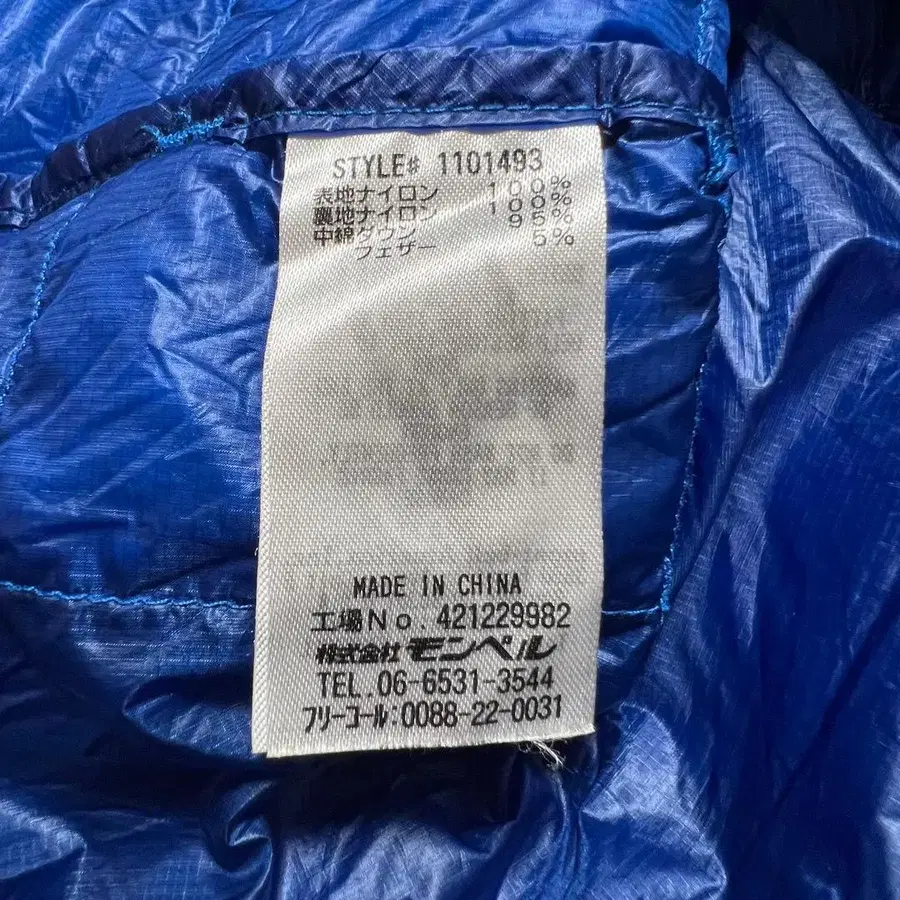 STYLE# 1101493
表地ナイロン 100%
裏地ナイロン 100%
中綿ダウン 95%
フェザー 5%
MADE IN CHINA
工場No. 421229982
株式会社 モンベル
TEL.06-6531-3544
フリーコール:0088-22-0031